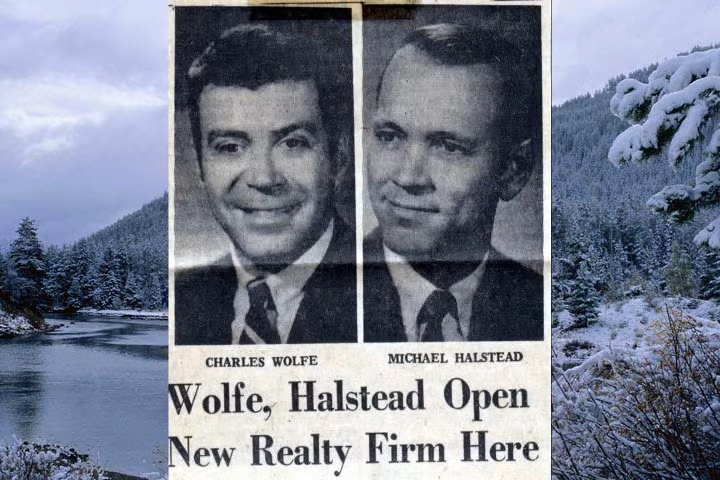 CHARLES WOLFE
MICHAEL HALSTEAD
Wolfe, Halstead Open
New Realty Firm Here